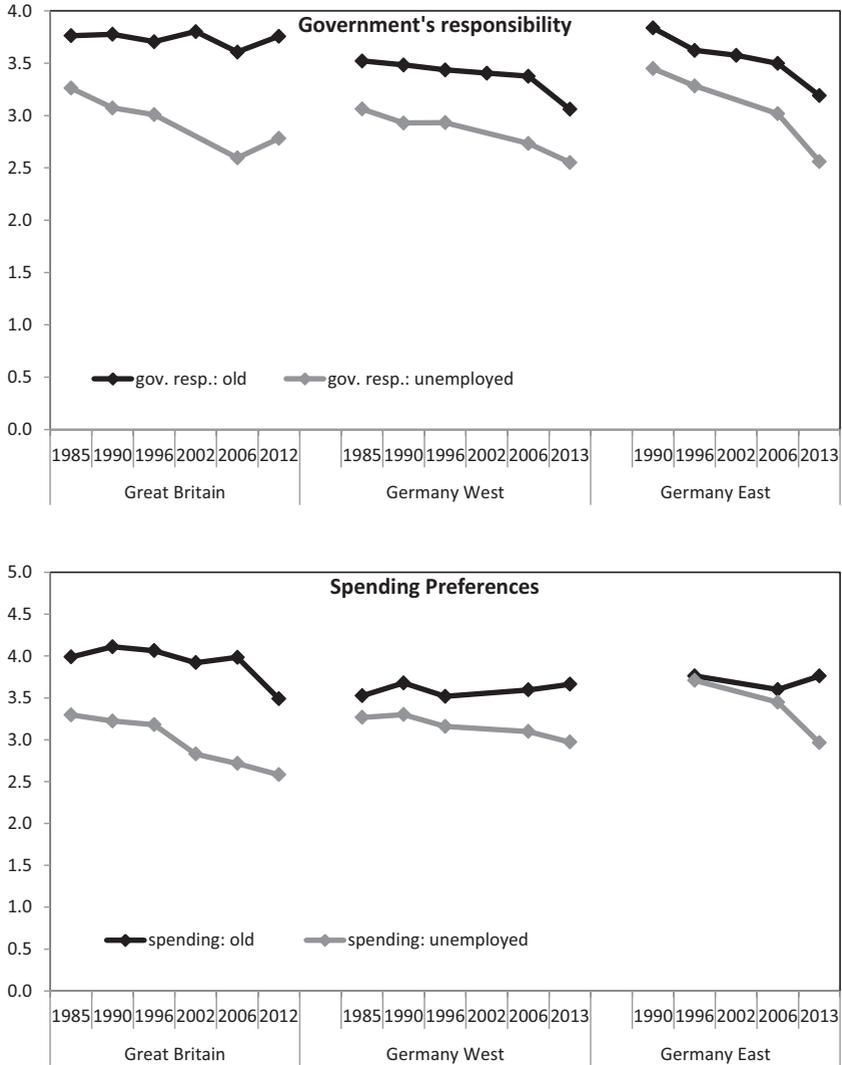 Government's responsibility
4.0
3.5
3.0
2.5
2.0
1.5
1.0
0.5
0.0
gov. resp.: old gov. resp.: unemployed
1985 1990 1996 2002 2006 2012 1985 1990 1996 2002 2006 2013 1990 1996 2002 2006 2013
Great Britain Germany West Germany East
Spending Preferences
5.0
4.5
4.0
3.5
3.0
2.5
2.0
1.5
1.0
0.5
0.0
spending: old spending: unemployed
1985 1990 1996 2002 2006 2012 1985 1990 1996 2002 2006 2013 1990 1996 2002 2006 2013
Great Britain Germany West Germany East